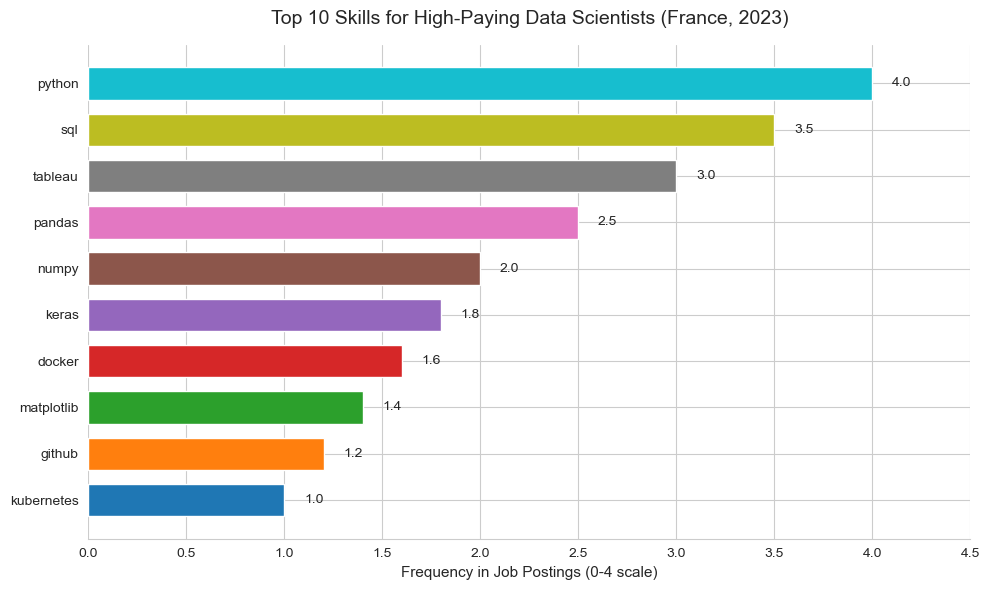 Top 10 Skills for High-Paying Data Scientists (France, 2023)
python 4.0
sql 3.5
tableau 3.0
pandas 2.5
numpy 2.0
keras 1.8
docker 1.6
matplotlib 1.4
github 1.2
kubernetes 1.0
0.0 0.5 1.0 1.5 2.0 2.5 3.0 3.5 4.0 4.5
Frequency in Job Postings (0-4 scale)